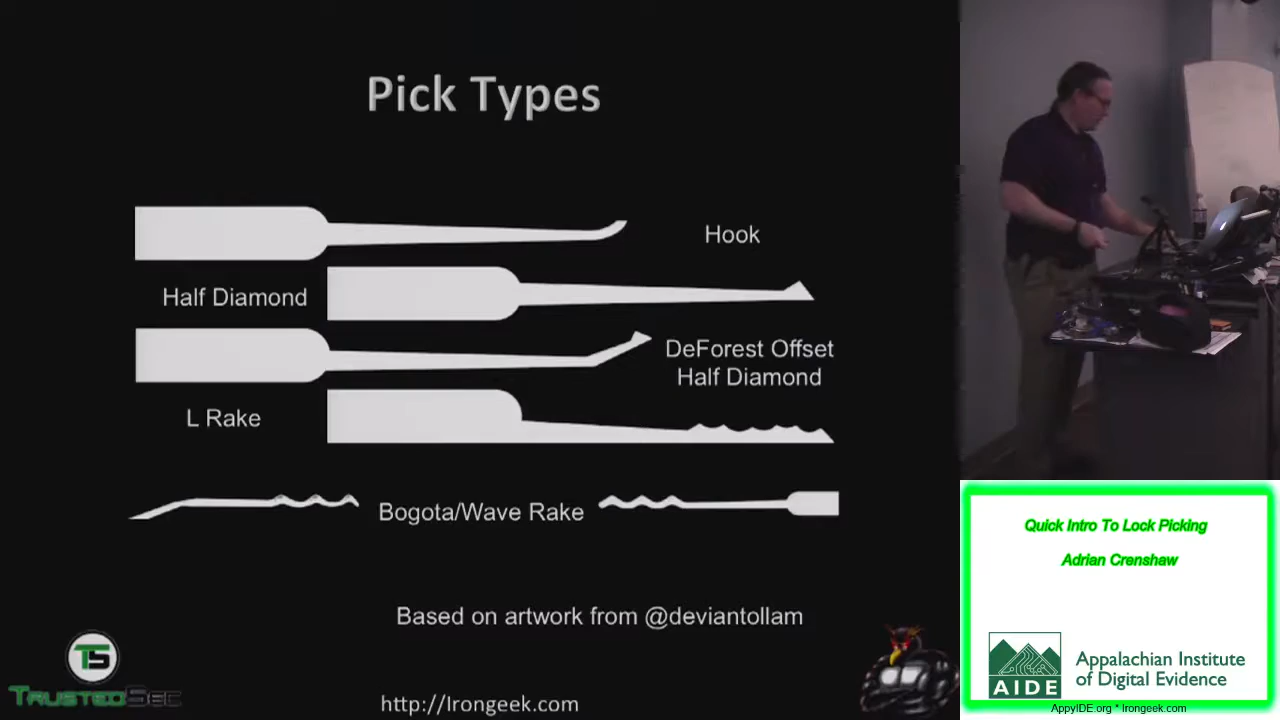 Pick Types
Hook
Half Diamond
DeForest Offset
Half Diamond
L Rake
Bogota/Wave Rake
Based on artwork from @deviantollam
TS
TRUSTEDSEC
http://Irongeek.com
Quick Intro To Lock Picking
Adrian Crenshaw
AIDE
Appalachian Institute
of Digital Evidence
AppyIDE.org * Irongeek.com